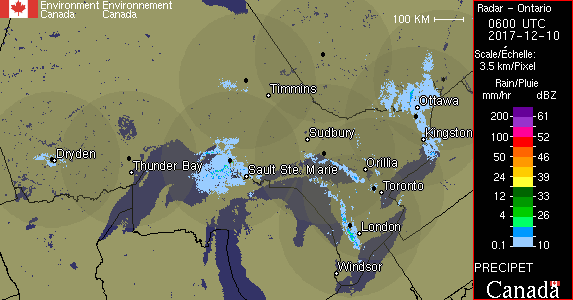 Environment Environnement
Canada Canada
100 KM
Timmins
Ottawa
Kingston
Sudbury
Dryden
Thunder Bay
Sault Ste. Marie
Orillia
Toronto
London
Windsor
Radar - Ontario
0600 UTC
2017-12-10
Scale/Échelle:
3.5 km/Pixel
Rain/Pluie
mm/hr dBZ
200 61
100 52
50 46
24 39
12 33
4 26
0.1 10
PRECIPET
Canada